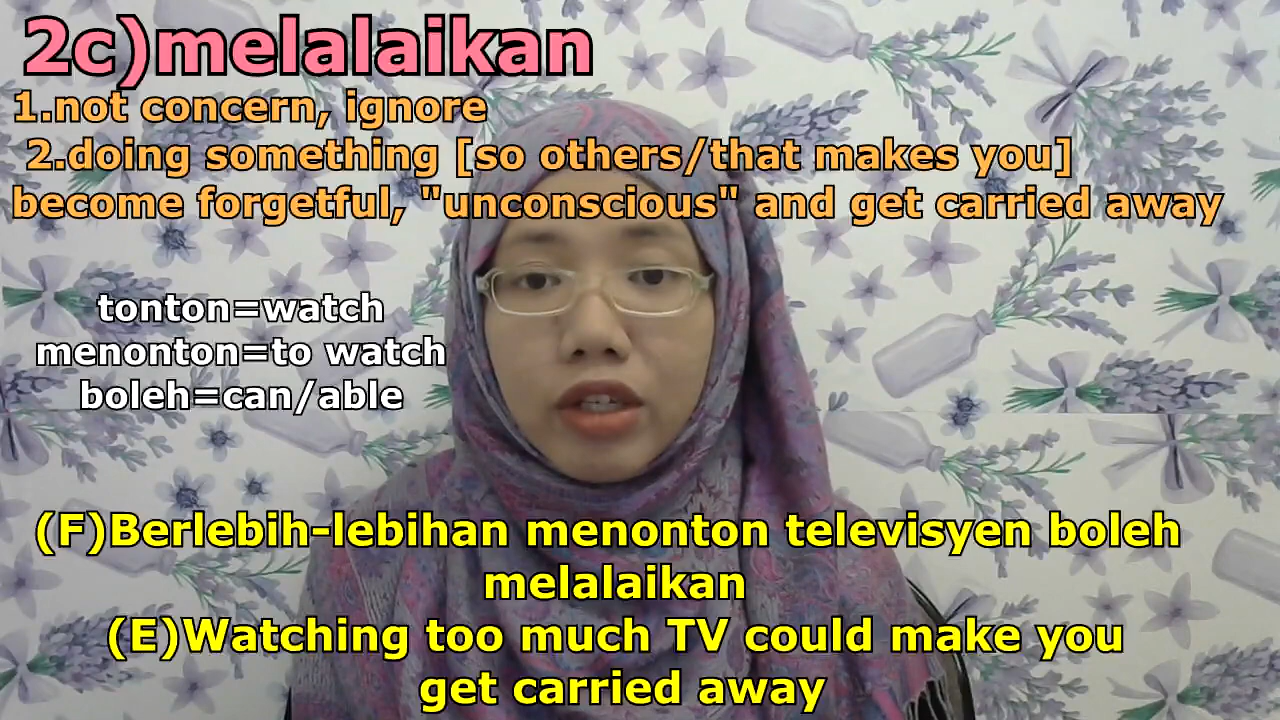 2c)melalaikan
1.not concern, ignore
2.doing something [so others/that makes you]
become forgetful, "unconscious" and get carried away
tonton=watch
menonton=to watch
boleh=can/able
(F)Berlebih-lebihan menonton televisyen boleh
melalaikan
(E)Watching too much TV could make you
get carried away